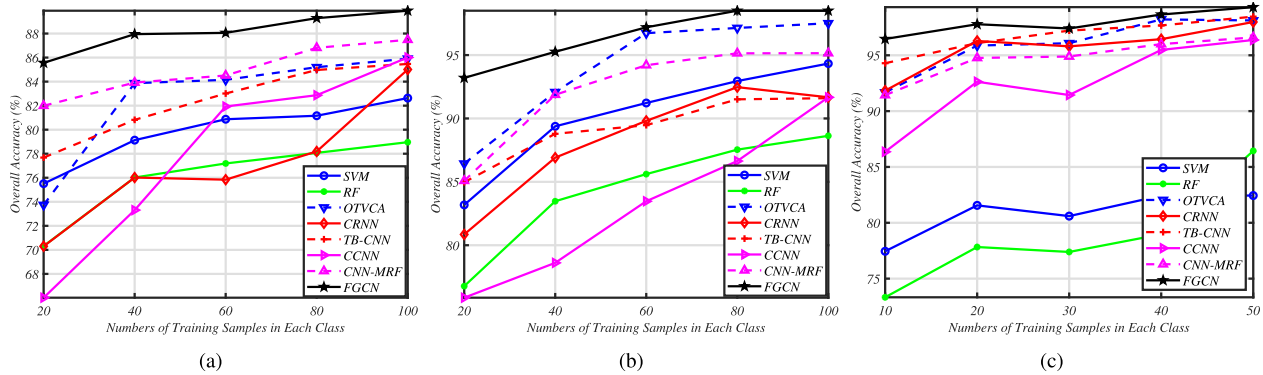 Overall Accuracy (%)
88
86
84
82
80
78
76
74
72
70
68
SVM
RF
OTVCA
CRNN
TB-CNN
CCNN
CNN-MRF
FGCN
20 40 60 80 100
Numbers of Training Samples in Each Class
(a)
Overall Accuracy (%)
95
90
85
80
SVM
RF
OTVCA
CRNN
TB-CNN
CCNN
CNN-MRF
FGCN
20 40 60 80 100
Numbers of Training Samples in Each Class
(b)
Overall Accuracy (%)
95
90
85
80
75
SVM
RF
OTVCA
CRNN
TB-CNN
CCNN
CNN-MRF
FGCN
10 20 30 40 50
Numbers of Training Samples in Each Class
(c)